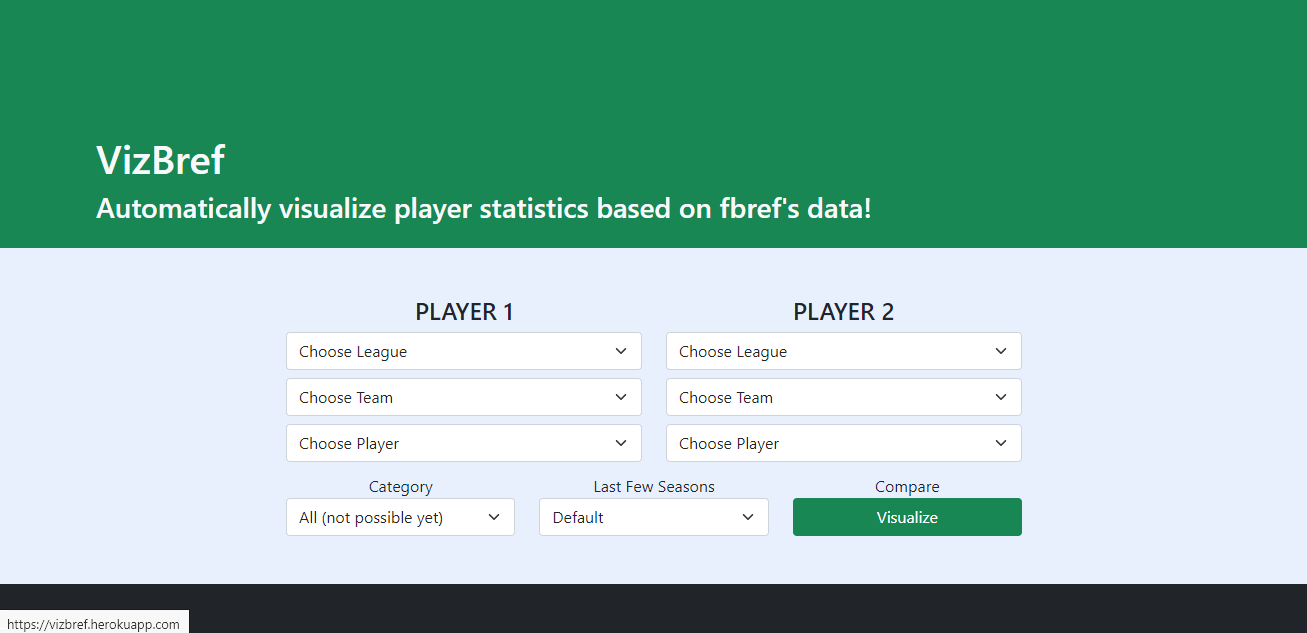 VizBref
Automatically visualize player statistics based on fbref's data!
PLAYER 1
PLAYER 2
Choose League
Choose League
Choose Team
Choose Team
Choose Player
Choose Player
Category
Last Few Seasons
Compare
All (not possible yet)
Default
Visualize
https://vizbref.herokuapp.com